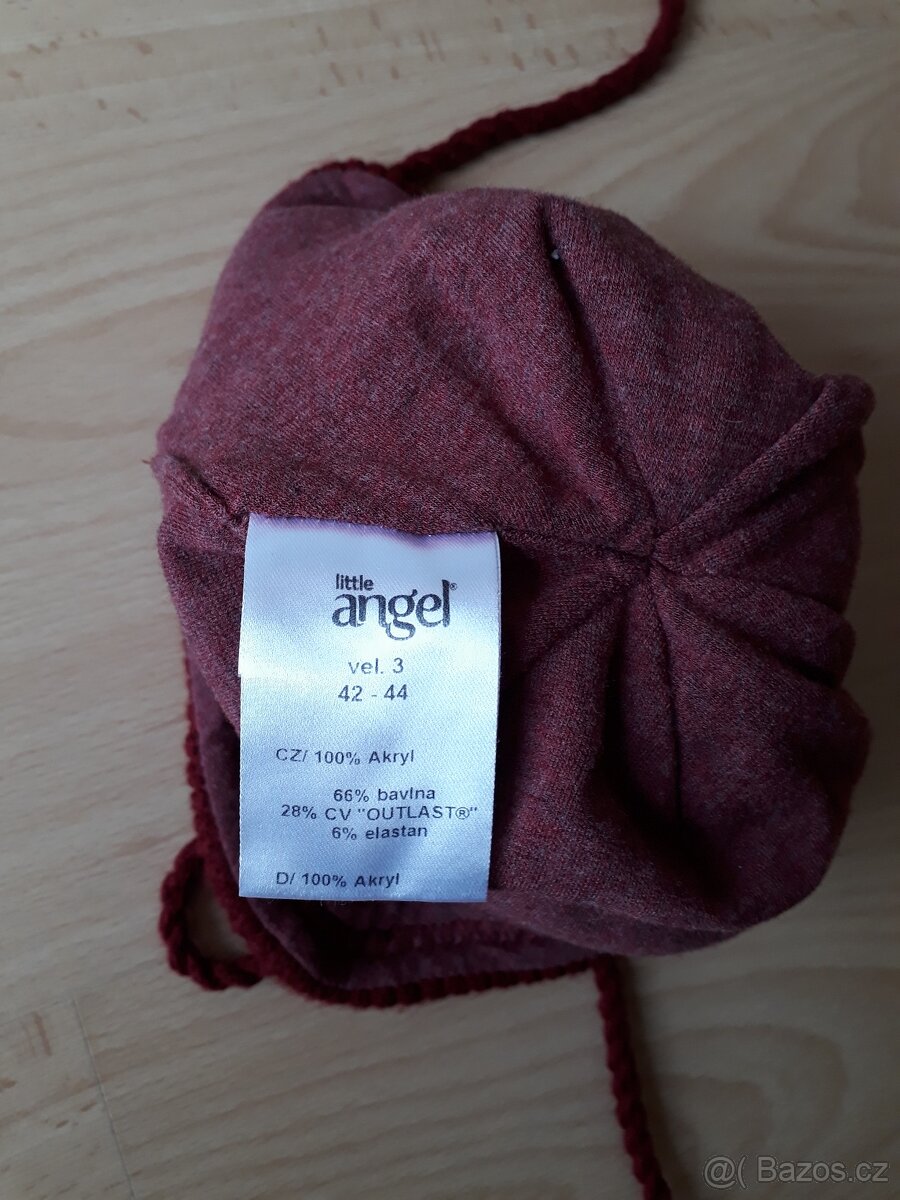 little
angel®
vel. 3
42 - 44
CZ/ 100% Akryl
66% bavlna
28% CV "OUTLAST®"
6% elastan
D/ 100% Akryl
@( Bazos.cz